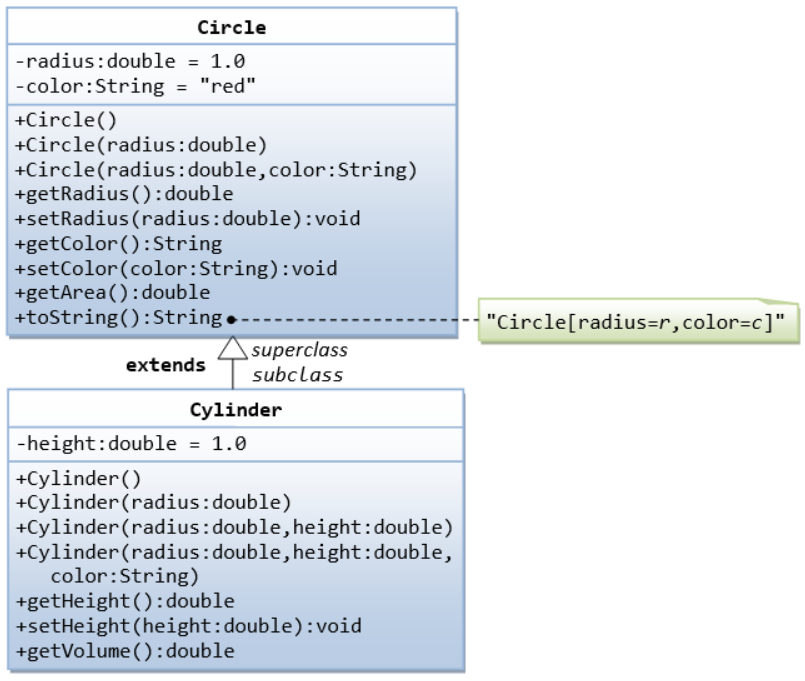 Circle
-radius:double = 1.0
-color:String = "red"
+Circle()
+Circle(radius:double)
+Circle(radius:double,color:String)
+getRadius():double
+setRadius(radius:double):void
+getColor():String
+setColor(color:String):void
+getArea():double
+toString():String
"Circle[radius=r,color=c]"
superclass
extends
subclass
Cylinder
-height:double = 1.0
+Cylinder()
+Cylinder(radius:double)
+Cylinder(radius:double,height:double)
+Cylinder(radius:double,height:double,
color:String)
+getHeight():double
+setHeight(height:double):void
+getVolume():double